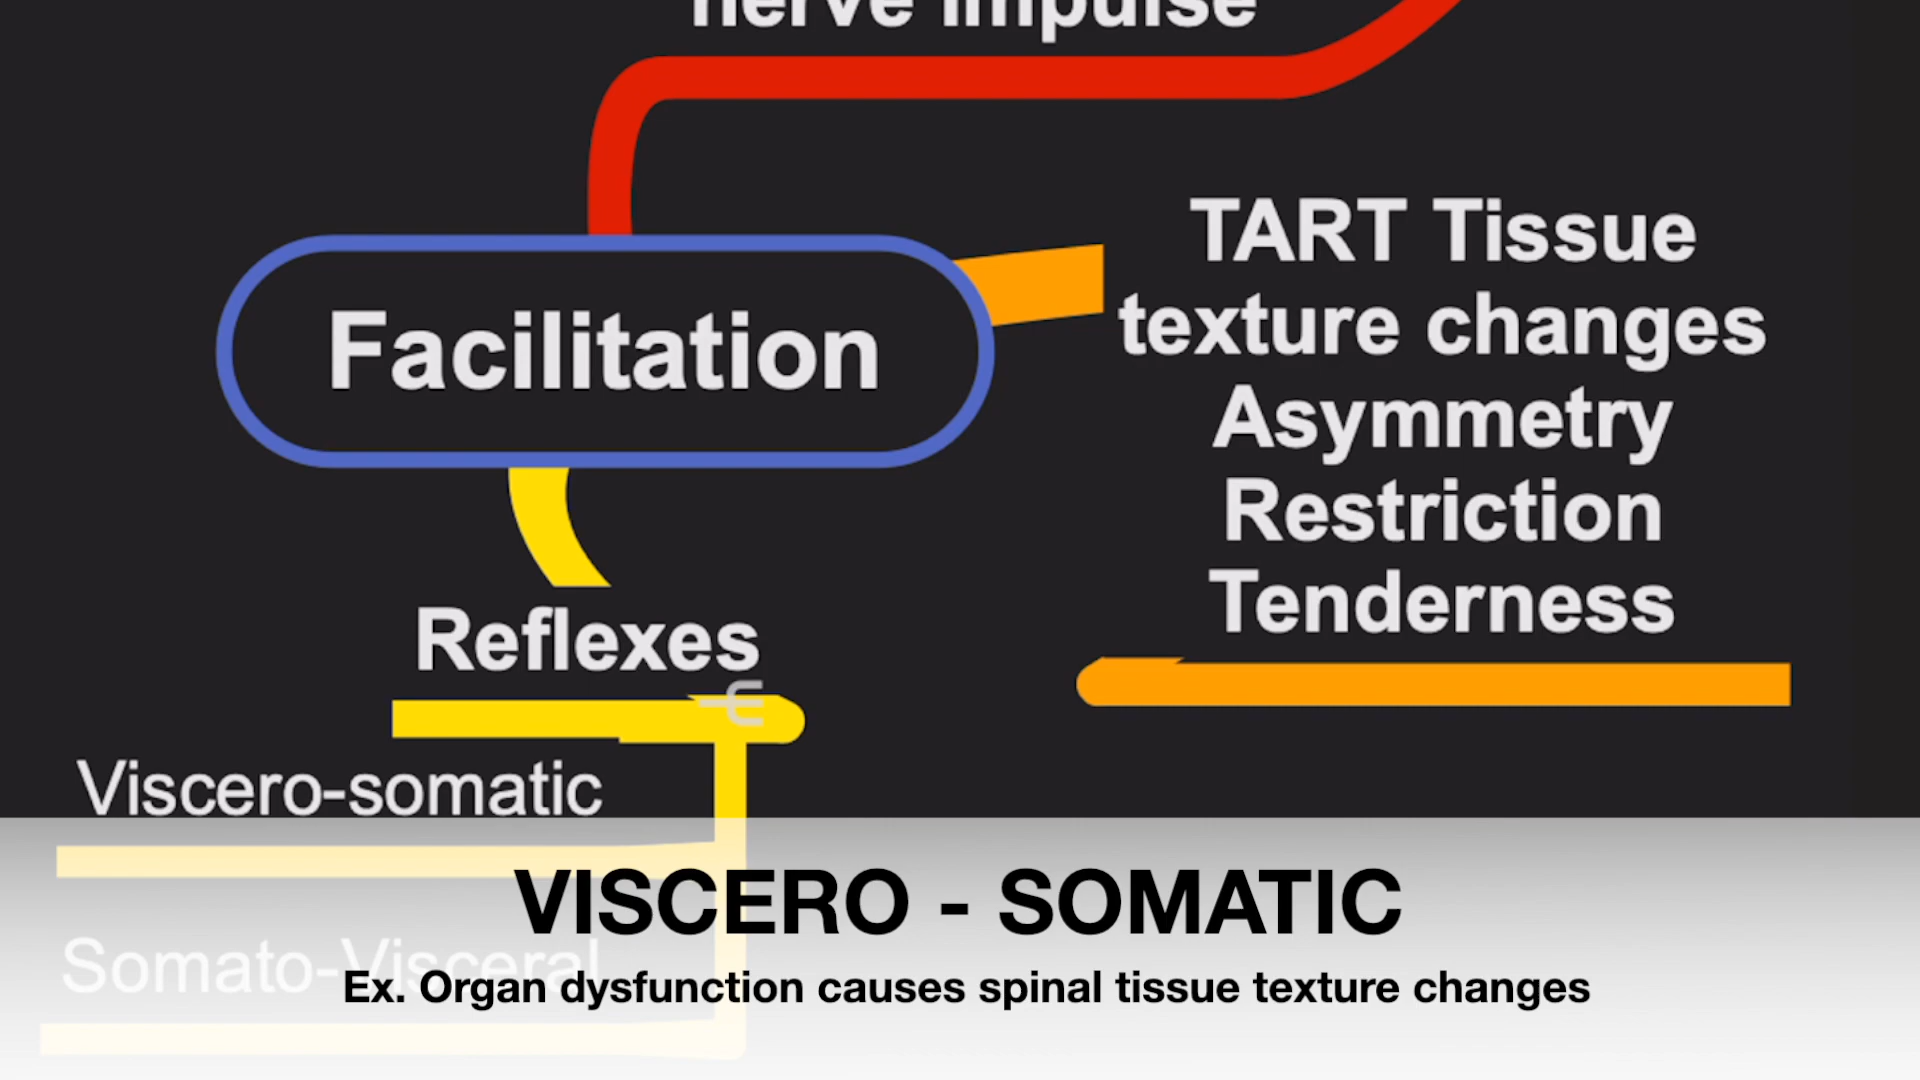 nerve impulse
Facilitation
TART Tissue
texture changes
Asymmetry
Restriction
Tenderness
Reflexes
Viscero-somatic
VISCERO - SOMATIC
Somato-Visceral
Ex. Organ dysfunction causes spinal tissue texture changes